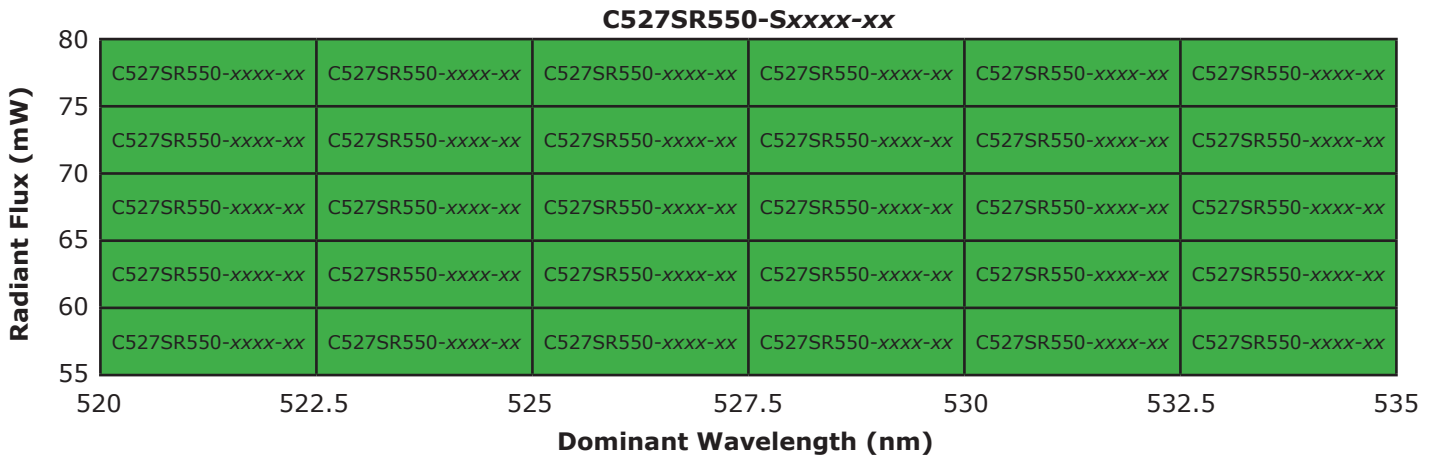 C527SR550-Sxxxx-xx
80
C527SR550-xxxx-xx C527SR550-xxxx-xx C527SR550-xxxx-xx C527SR550-xxxx-xx C527SR550-xxxx-xx C527SR550-xxxx-xx
75
C527SR550-xxxx-xx C527SR550-xxxx-xx C527SR550-xxxx-xx C527SR550-xxxx-xx C527SR550-xxxx-xx C527SR550-xxxx-xx
70
C527SR550-xxxx-xx C527SR550-xxxx-xx C527SR550-xxxx-xx C527SR550-xxxx-xx C527SR550-xxxx-xx C527SR550-xxxx-xx
65
C527SR550-xxxx-xx C527SR550-xxxx-xx C527SR550-xxxx-xx C527SR550-xxxx-xx C527SR550-xxxx-xx C527SR550-xxxx-xx
60
C527SR550-xxxx-xx C527SR550-xxxx-xx C527SR550-xxxx-xx C527SR550-xxxx-xx C527SR550-xxxx-xx C527SR550-xxxx-xx
55
Radiant Flux (mW)
520 522.5 525 527.5 530 532.5 535
Dominant Wavelength (nm)